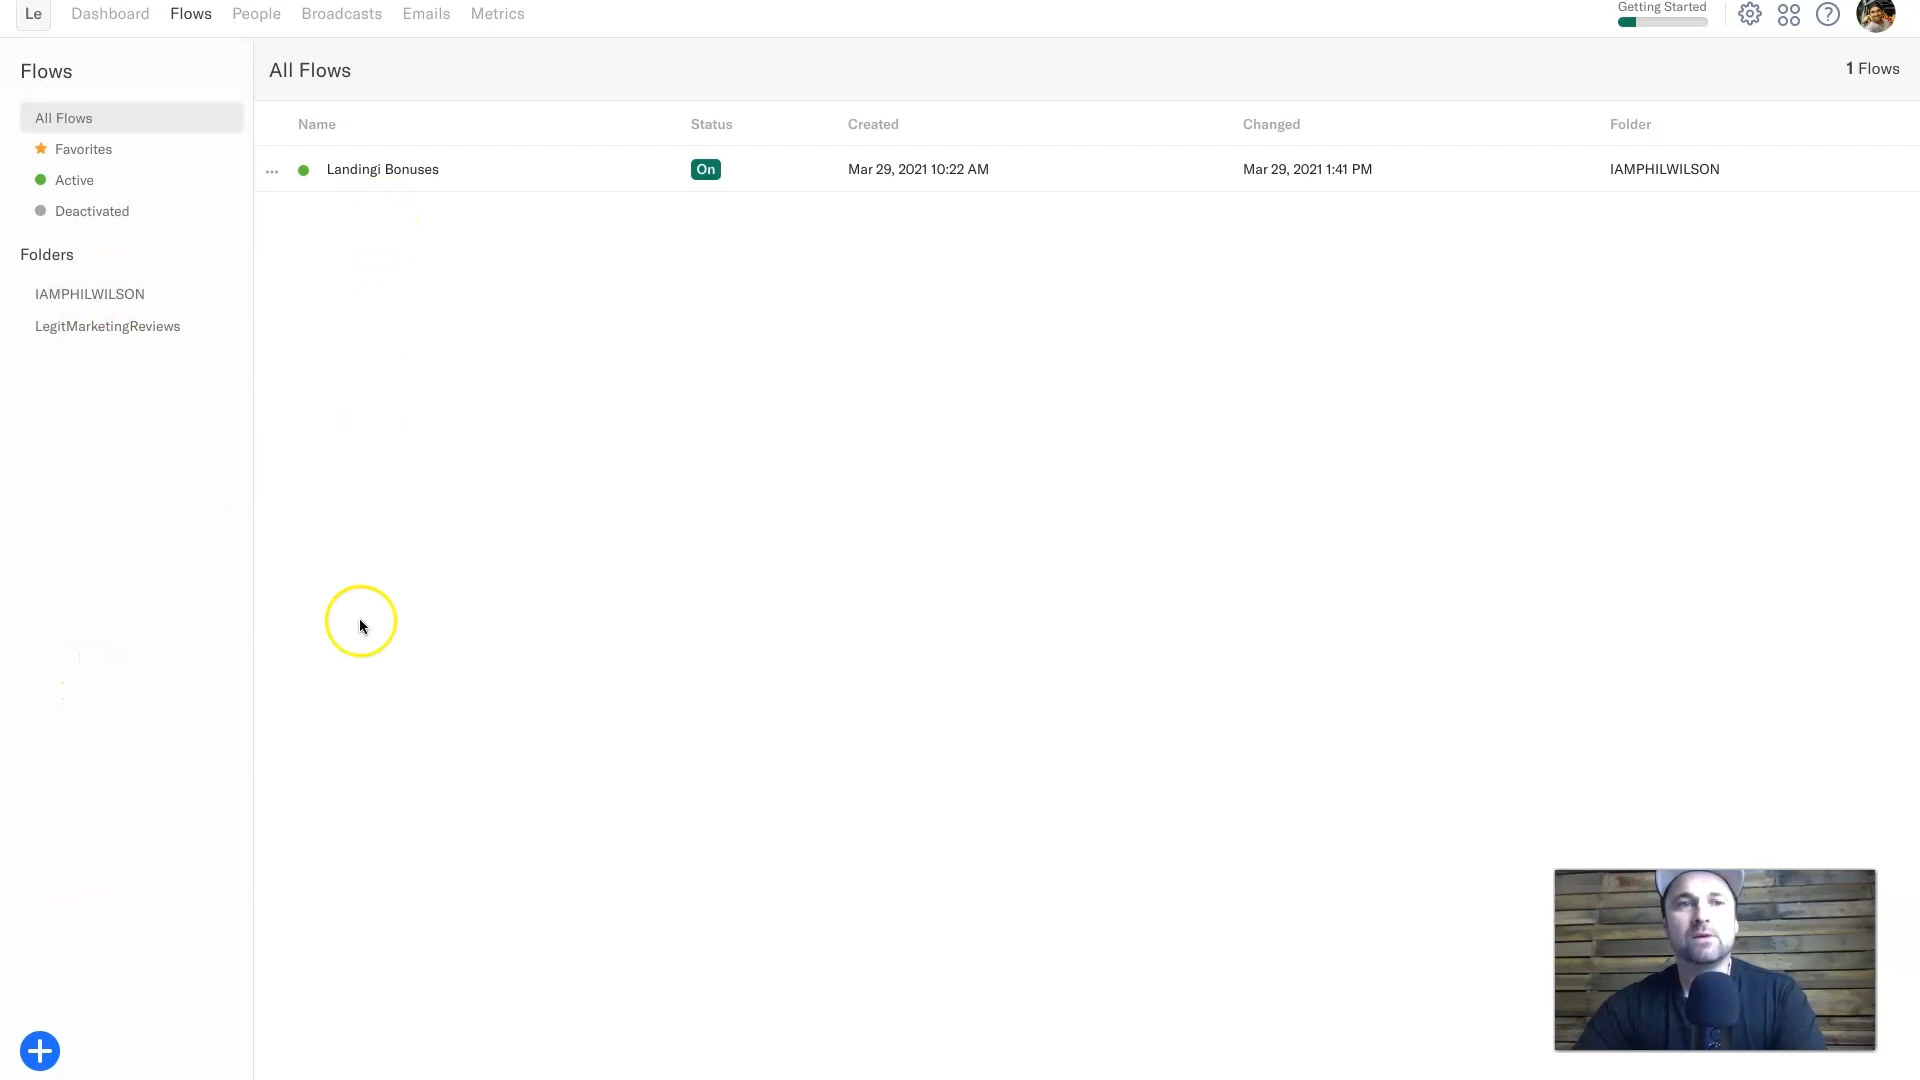 Le Dashboard Flows People Broadcasts Emails Metrics Getting Started
Flows
All Flows
Favorites
Active
Deactivated
Folders
IAMPHILWILSON
LegitMarketingReviews
All Flows 1 Flows
Name Status Created Changed Folder
Landingi Bonuses On Mar 29, 2021 10:22 AM Mar 29, 2021 1:41 PM IAMPHILWILSON